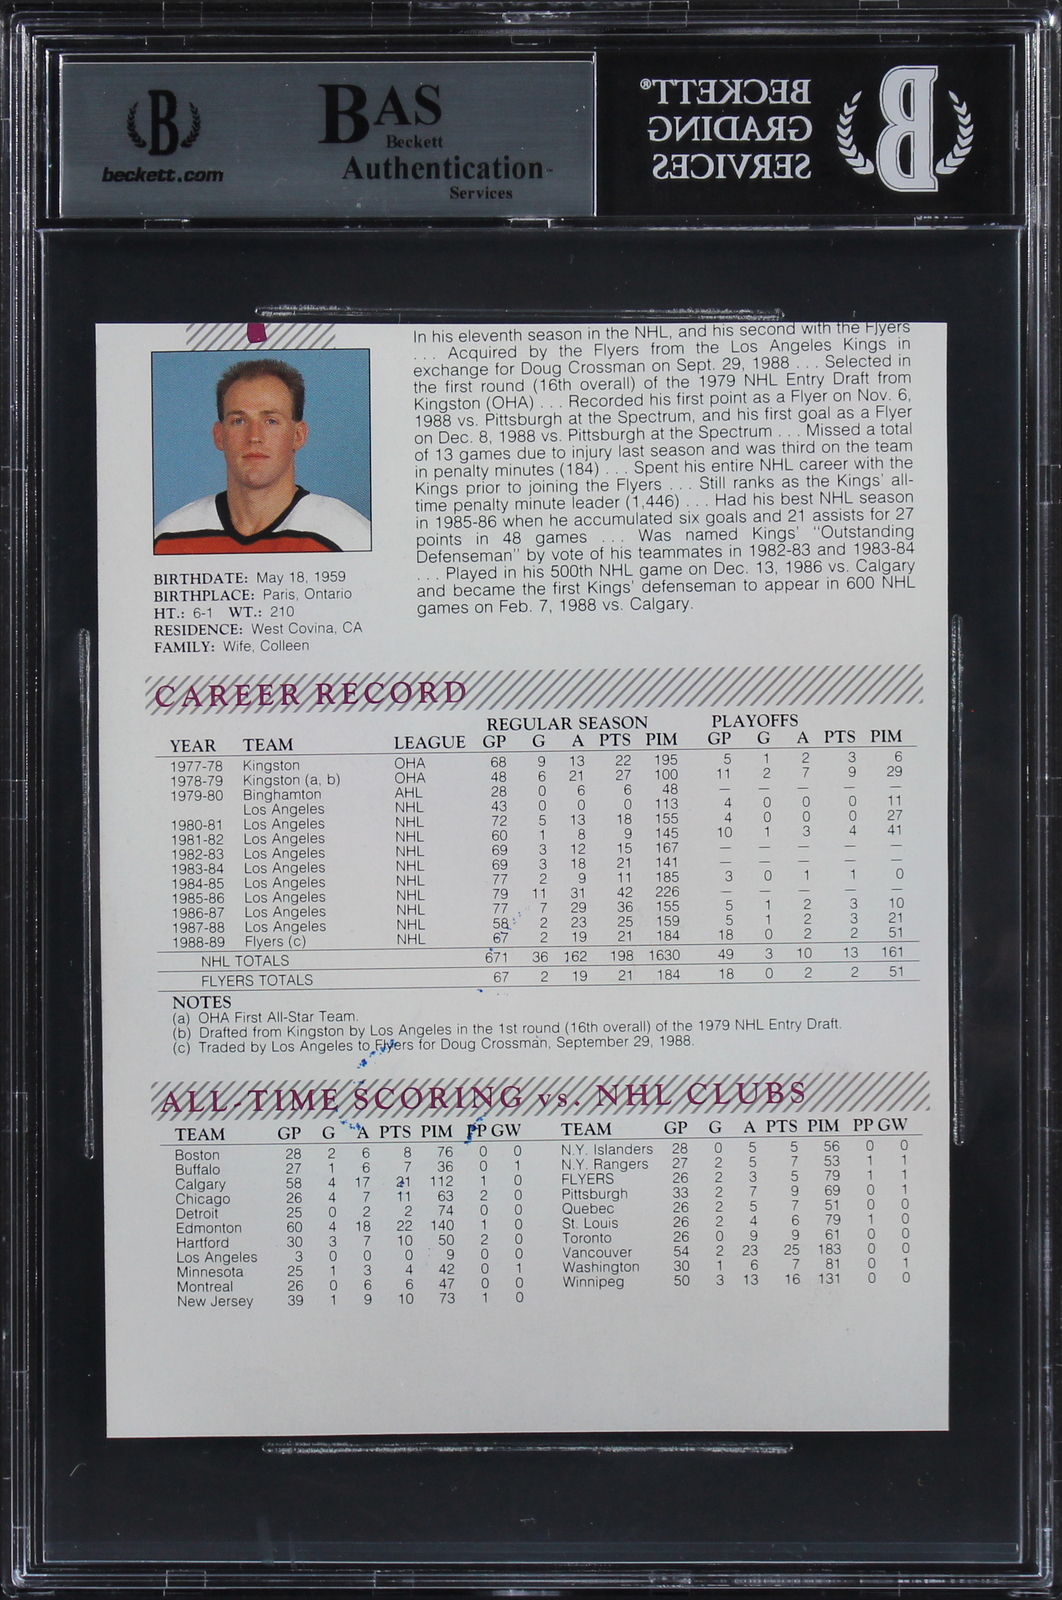 beckett.com
BAS
Beckett
Authentication™
Services
BECKETT®
GRADING
SERVICES
In his eleventh season in the NHL, and his second with the Flyers
. . . Acquired by the Flyers from the Los Angeles Kings in
exchange for Doug Crossman on Sept. 29, 1988 . . . Selected in
the first round (16th overall) of the 1979 NHL Entry Draft from
Kingston (OHA) . . . Recorded his first point as a Flyer on Nov. 6,
1988 vs. Pittsburgh at the Spectrum, and his first goal as a Flyer
on Dec. 8, 1988 vs. Pittsburgh at the Spectrum . . . Missed a total
of 13 games due to injury last season and was third on the team
in penalty minutes (184) . . . Spent his entire NHL career with the
Kings prior to joining the Flyers . . . Still ranks as the Kings' all-
time penalty minute leader (1,446) . . . Had his best NHL season
in 1985-86 when he accumulated six goals and 21 assists for 27
points in 48 games . . . Was named Kings' "Outstanding
Defenseman" by vote of his teammates in 1982-83 and 1983-84
. . . Played in his 500th NHL game on Dec. 13, 1986 vs. Calgary
and became the first Kings' defenseman to appear in 600 NHL
games on Feb. 7, 1988 vs. Calgary.
BIRTHDATE: May 18, 1959
BIRTHPLACE: Paris, Ontario
HT.: 6-1 WT.: 210
RESIDENCE: West Covina, CA
FAMILY: Wife, Colleen
CAREER RECORD
REGULAR SEASON PLAYOFFS
YEAR TEAM LEAGUE GP G A PTS PIM GP G A PTS PIM
1977-78 Kingston OHA 68 9 13 22 195 5 1 2 3 6
1978-79 Kingston (a, b) OHA 48 6 21 27 100 11 2 7 9 29
1979-80 Binghamton AHL 28 0 6 6 48 — — — — —
Los Angeles NHL 43 0 0 0 113 4 0 0 0 11
1980-81 Los Angeles NHL 72 5 13 18 155 4 0 0 0 27
1981-82 Los Angeles NHL 60 1 8 9 145 10 1 3 4 41
1982-83 Los Angeles NHL 69 3 12 15 167 — — — — —
1983-84 Los Angeles NHL 69 3 18 21 141 — — — — —
1984-85 Los Angeles NHL 77 2 9 11 185 3 0 1 1 0
1985-86 Los Angeles NHL 79 11 31 42 226 — — — — —
1986-87 Los Angeles NHL 77 7 29 36 155 5 1 2 3 10
1987-88 Los Angeles NHL 58 2 23 25 159 5 1 2 3 21
1988-89 Flyers (c) NHL 67 2 19 21 184 18 0 2 2 51
NHL TOTALS 671 36 162 198 1630 49 3 10 13 161
FLYERS TOTALS 67 2 19 21 184 18 0 2 2 51
NOTES
(a) OHA First All-Star Team.
(b) Drafted from Kingston by Los Angeles in the 1st round (16th overall) of the 1979 NHL Entry Draft.
(c) Traded by Los Angeles to Flyers for Doug Crossman, September 29, 1988.
ALL-TIME SCORING vs. NHL CLUBS
TEAM GP G A PTS PIM PP GW
Boston 28 2 6 8 76 0 0
Buffalo 27 1 6 7 36 0 1
Calgary 58 4 17 21 112 1 0
Chicago 26 4 7 11 63 2 0
Detroit 25 0 2 2 74 0 0
Edmonton 60 4 18 22 140 1 0
Hartford 30 3 7 10 50 2 0
Los Angeles 3 0 0 0 9 0 0
Minnesota 25 1 3 4 42 0 1
Montreal 26 0 6 6 47 0 0
New Jersey 39 1 9 10 73 1 0
TEAM GP G A PTS PIM PP GW
N.Y. Islanders 28 0 5 5 56 0 0
N.Y. Rangers 27 2 5 7 53 1 1
FLYERS 26 2 3 5 79 1 1
Pittsburgh 33 2 7 9 69 0 1
Quebec 26 2 5 7 51 0 0
St. Louis 26 2 4 6 79 1 0
Toronto 26 0 9 9 61 0 0
Vancouver 54 2 23 25 183 0 0
Washington 30 1 6 7 81 0 1
Winnipeg 50 3 13 16 131 0 0